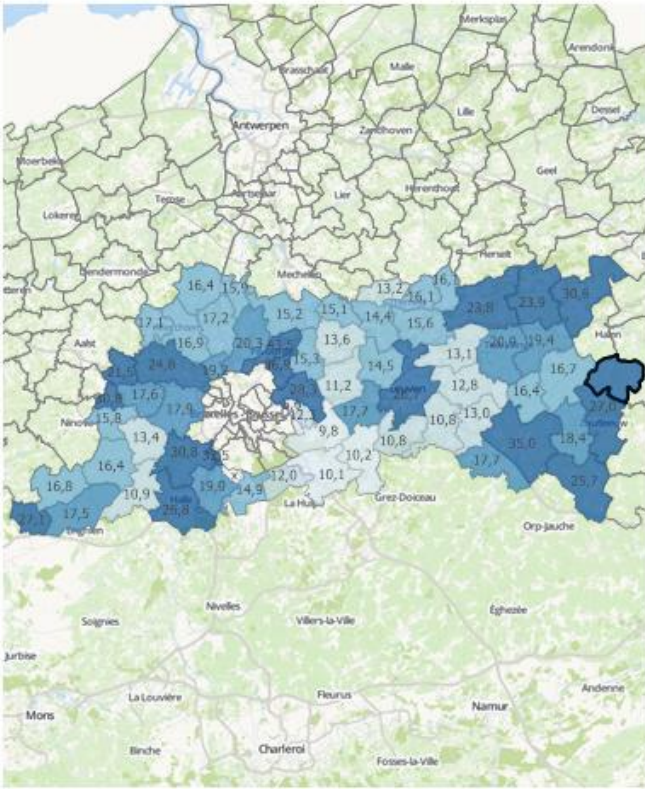 Merksplas
Arendonk
Brasschaat
Malle
Lille
Dessel
Antwerpen
Zandhoven
Moerbeke
Geel
Temse
Lier
Herenthout
Lokeren
Herselt
Dendermonde
Mechelen
16,4
15,9
13,2
16,1
16,1
23,8
23,9
30,6
17,1
17,2
15,2
15,1
14,4
15,6
Aalst
16,9
20,3
13,6
Halen
24,6
19,2
15,3
14,5
13,1
20,9
19,4
16,7
17,6
11,2
12,8
16,4
27,0
Ninove
15,8
17,9
17,7
10,8
13,0
13,4
9,8
10,8
35,0
18,4
16,4
30,8
10,2
17,7
16,8
10,9
19,0
14,9
12,0
10,1
25,7
27,1
17,5
Halle
26,8
La Hulpe
Grez-Doiceau
Enghien
Orp-Jauche
Nivelles
Villers-la-Ville
Éghezée
Soignies
Jurbise
La Louvière
Fleurus
Andenne
Mons
Namur
Binche
Charleroi
Fosses-la-Ville